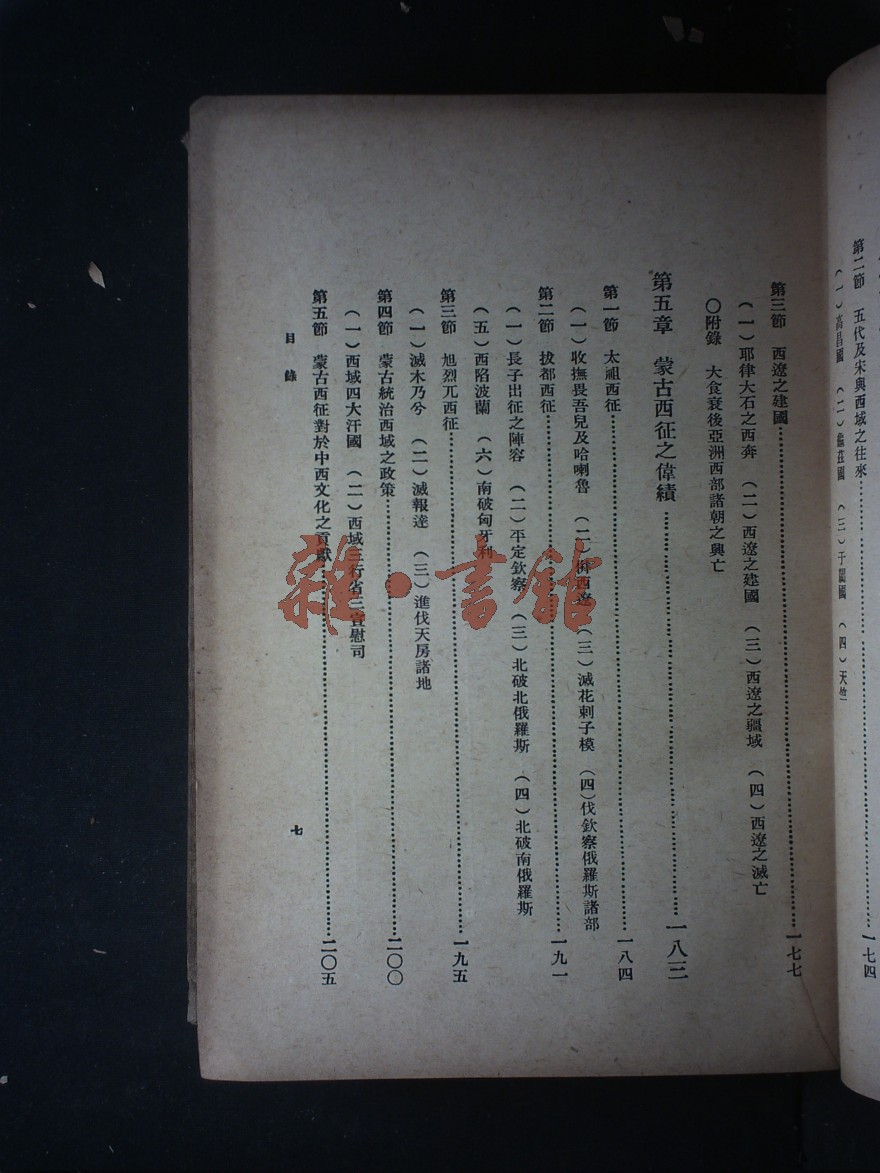 第二節　五代及宋與西域之往來……一七四
（一）高昌國　（二）龜茲國　（三）于闐國　（四）天竺
第三節　西遼之建國……一七七
（一）耶律大石之西奔　（二）西遼之建國　（三）西遼之疆域　（四）西遼之滅亡
〇附錄　大食衰後亞洲西部諸朝之興亡
第五章　蒙古西征之偉績……一八三
第一節　太祖西征……一八四
（一）收撫畏吾兒及哈喇魯　（二）併西遼　（三）滅花剌子模　（四）伐欽察俄羅斯諸部
第二節　拔都西征……一九一
（一）長子出征之陣容　（二）平定欽察　（三）北破北俄羅斯　（四）北破南俄羅斯
（五）西陷波蘭　（六）南破匈牙利
第三節　旭烈兀西征……一九五
（一）滅木乃兮　（二）滅報達　（三）進伐天房諸地
第四節　蒙古統治西域之政策……二〇〇
（一）西域四大汗國　（二）西域三行省三宣慰司
第五節　蒙古西征對於中西文化之貢獻……二〇五
目錄
七
雜·書館